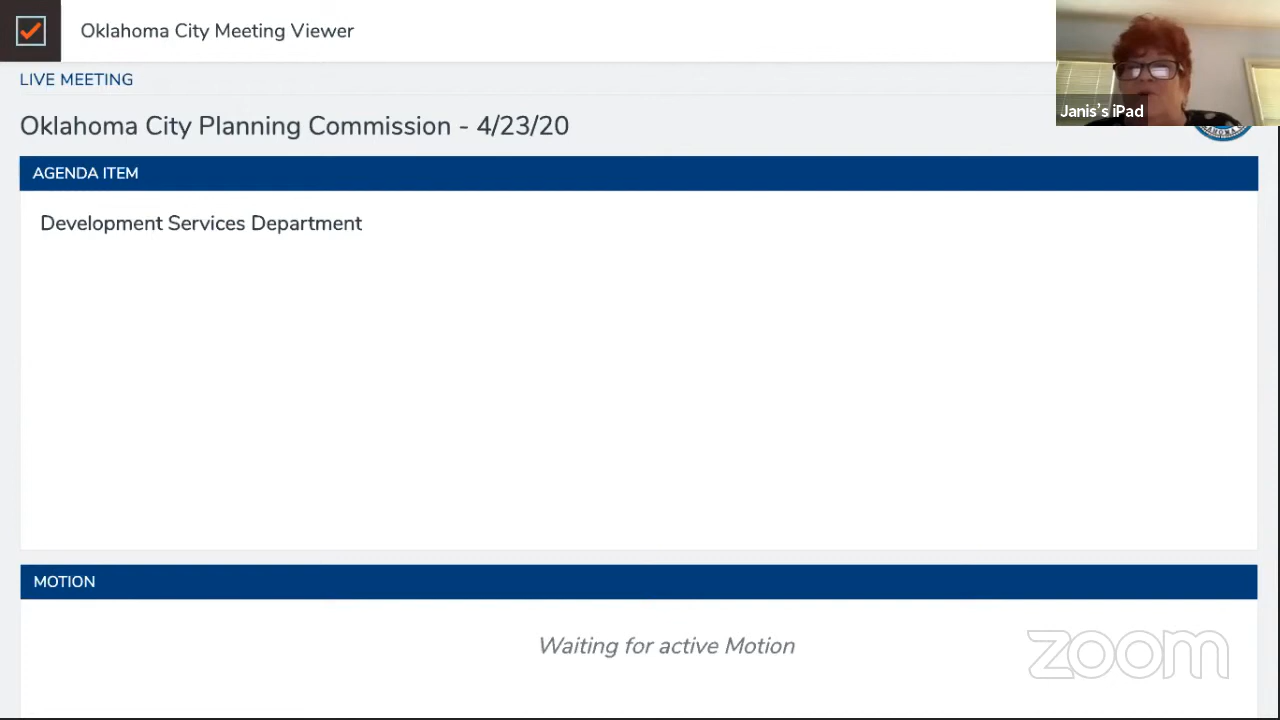 Oklahoma City Meeting Viewer
LIVE MEETING
Janis's iPad
Oklahoma City Planning Commission - 4/23/20
AGENDA ITEM
Development Services Department
MOTION
Waiting for active Motion
zoom